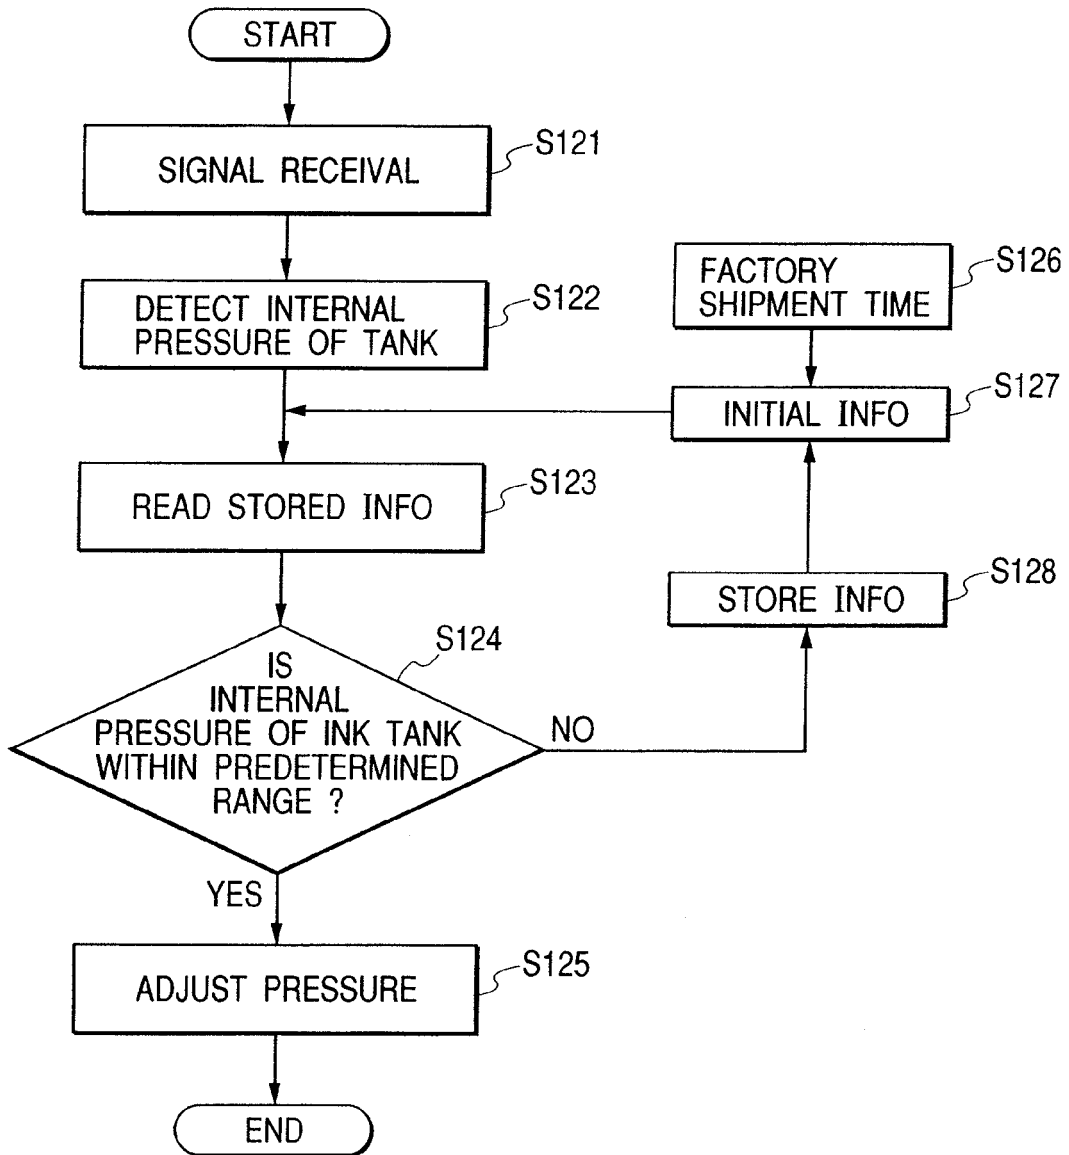 START
SIGNAL RECEIVAL
S121
DETECT INTERNAL
PRESSURE OF TANK
S122
FACTORY
SHIPMENT TIME
S126
INITIAL INFO
S127
READ STORED INFO
S123
STORE INFO
S128
IS
INTERNAL
PRESSURE OF INK TANK
WITHIN PREDETERMINED
RANGE ?
S124
NO
YES
ADJUST PRESSURE
S125
END